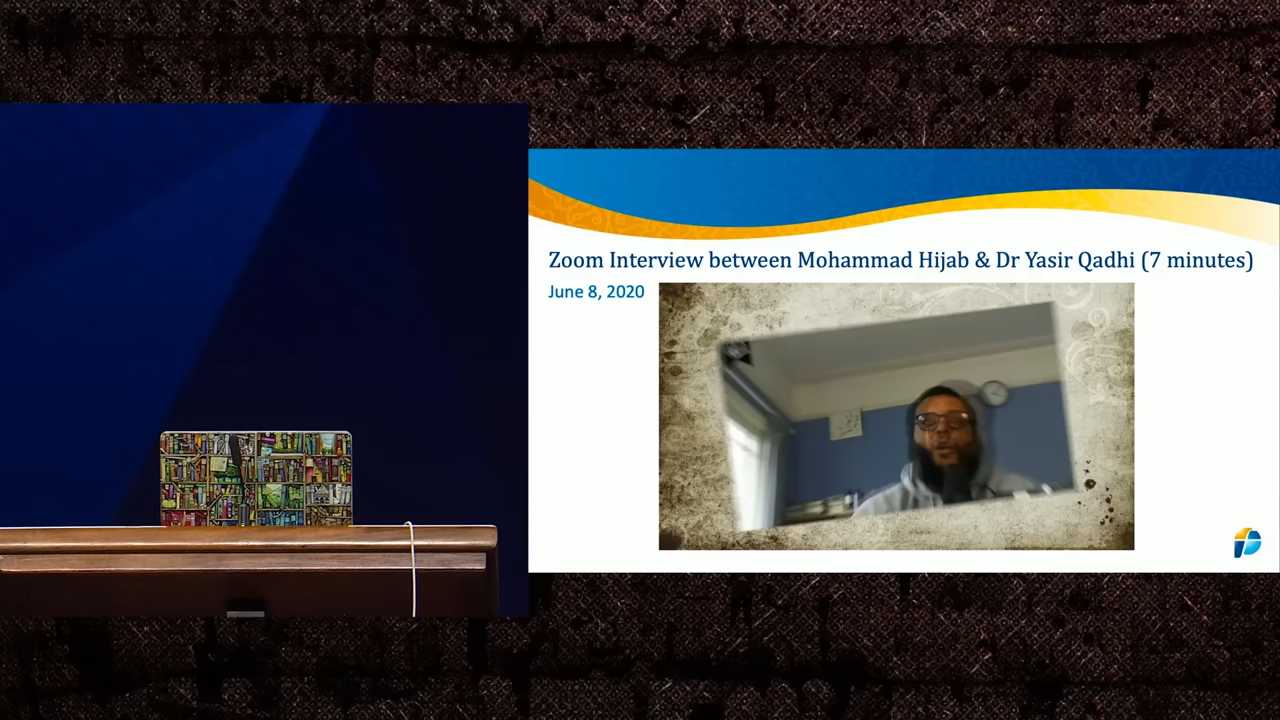 Zoom Interview between Mohammad Hijab & Dr Yasir Qadhi (7 minutes)
June 8, 2020